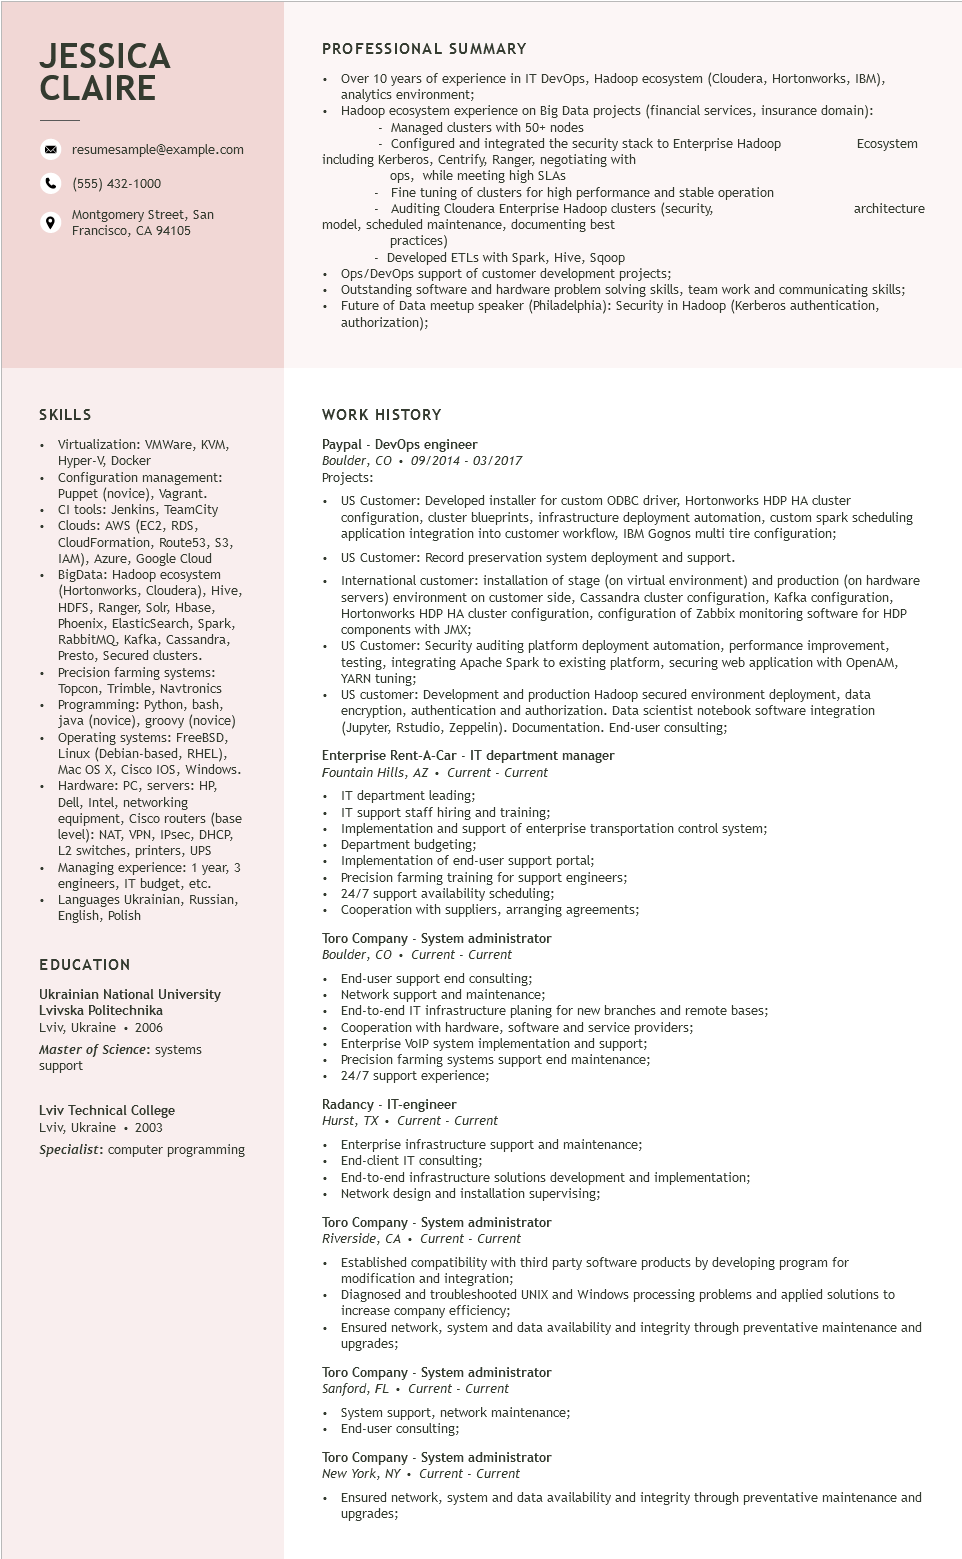 JESSICA
CLAIRE
resumesample@example.com
(555) 432-1000
Montgomery Street, San
Francisco, CA 94105
PROFESSIONAL SUMMARY
• Over 10 years of experience in IT DevOps, Hadoop ecosystem (Cloudera, Hortonworks, IBM),
analytics environment;
• Hadoop ecosystem experience on Big Data projects (financial services, insurance domain):
- Managed clusters with 50+ nodes
- Configured and integrated the security stack to Enterprise Hadoop Ecosystem
including Kerberos, Centrify, Ranger, negotiating with
ops, while meeting high SLAs
- Fine tuning of clusters for high performance and stable operation
- Auditing Cloudera Enterprise Hadoop clusters (security, architecture
model, scheduled maintenance, documenting best
practices)
- Developed ETLs with Spark, Hive, Sqoop
• Ops/DevOps support of customer development projects;
• Outstanding software and hardware problem solving skills, team work and communicating skills;
• Future of Data meetup speaker (Philadelphia): Security in Hadoop (Kerberos authentication,
authorization);
SKILLS
• Virtualization: VMWare, KVM,
Hyper-V, Docker
• Configuration management:
Puppet (novice), Vagrant.
• CI tools: Jenkins, TeamCity
• Clouds: AWS (EC2, RDS,
CloudFormation, Route53, S3,
IAM), Azure, Google Cloud
• BigData: Hadoop ecosystem
(Hortonworks, Cloudera), Hive,
HDFS, Ranger, Solr, Hbase,
Phoenix, ElasticSearch, Spark,
RabbitMQ, Kafka, Cassandra,
Presto, Secured clusters.
• Precision farming systems:
Topcon, Trimble, Navtronics
• Programming: Python, bash,
java (novice), groovy (novice)
• Operating systems: FreeBSD,
Linux (Debian-based, RHEL),
Mac OS X, Cisco IOS, Windows.
• Hardware: PC, servers: HP,
Dell, Intel, networking
equipment, Cisco routers (base
level): NAT, VPN, IPsec, DHCP,
L2 switches, printers, UPS
• Managing experience: 1 year, 3
engineers, IT budget, etc.
• Languages Ukrainian, Russian,
English, Polish
EDUCATION
Ukrainian National University
Lvivska Politechnika
Lviv, Ukraine • 2006
Master of Science: systems
support
Lviv Technical College
Lviv, Ukraine • 2003
Specialist: computer programming
WORK HISTORY
Paypal - DevOps engineer
Boulder, CO • 09/2014 - 03/2017
Projects:
• US Customer: Developed installer for custom ODBC driver, Hortonworks HDP HA cluster
configuration, cluster blueprints, infrastructure deployment automation, custom spark scheduling
application integration into customer workflow, IBM Gognos multi tire configuration;
• US Customer: Record preservation system deployment and support.
• International customer: installation of stage (on virtual environment) and production (on hardware
servers) environment on customer side, Cassandra cluster configuration, Kafka configuration,
Hortonworks HDP HA cluster configuration, configuration of Zabbix monitoring software for HDP
components with JMX;
• US Customer: Security auditing platform deployment automation, performance improvement,
testing, integrating Apache Spark to existing platform, securing web application with OpenAM,
YARN tuning;
• US customer: Development and production Hadoop secured environment deployment, data
encryption, authentication and authorization. Data scientist notebook software integration
(Jupyter, Rstudio, Zeppelin). Documentation. End-user consulting;
Enterprise Rent-A-Car - IT department manager
Fountain Hills, AZ • Current - Current
• IT department leading;
• IT support staff hiring and training;
• Implementation and support of enterprise transportation control system;
• Department budgeting;
• Implementation of end-user support portal;
• Precision farming training for support engineers;
• 24/7 support availability scheduling;
• Cooperation with suppliers, arranging agreements;
Toro Company - System administrator
Boulder, CO • Current - Current
• End-user support end consulting;
• Network support and maintenance;
• End-to-end IT infrastructure planing for new branches and remote bases;
• Cooperation with hardware, software and service providers;
• Enterprise VoIP system implementation and support;
• Precision farming systems support end maintenance;
• 24/7 support experience;
Radancy - IT-engineer
Hurst, TX • Current - Current
• Enterprise infrastructure support and maintenance;
• End-client IT consulting;
• End-to-end infrastructure solutions development and implementation;
• Network design and installation supervising;
Toro Company - System administrator
Riverside, CA • Current - Current
• Established compatibility with third party software products by developing program for
modification and integration;
• Diagnosed and troubleshooted UNIX and Windows processing problems and applied solutions to
increase company efficiency;
• Ensured network, system and data availability and integrity through preventative maintenance and
upgrades;
Toro Company - System administrator
Sanford, FL • Current - Current
• System support, network maintenance;
• End-user consulting;
Toro Company - System administrator
New York, NY • Current - Current
• Ensured network, system and data availability and integrity through preventative maintenance and
upgrades;